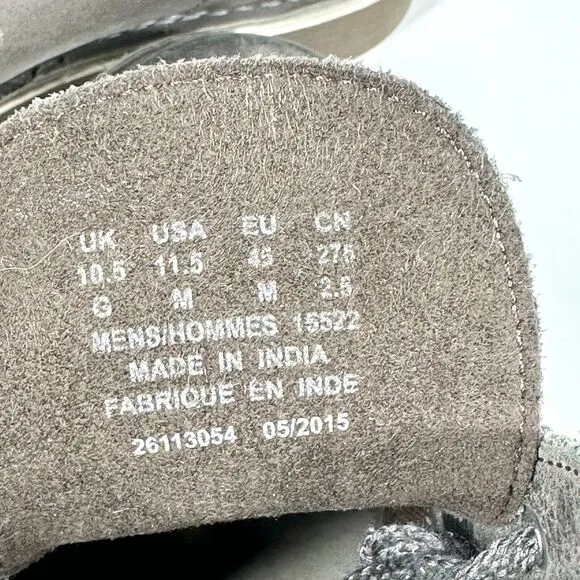 UK USA EU CN
10.5 11.5 46 275
G M M 2.5
MENS/HOMMES 15522
MADE IN INDIA
FABRIQUE EN INDE
26113054 05/2015